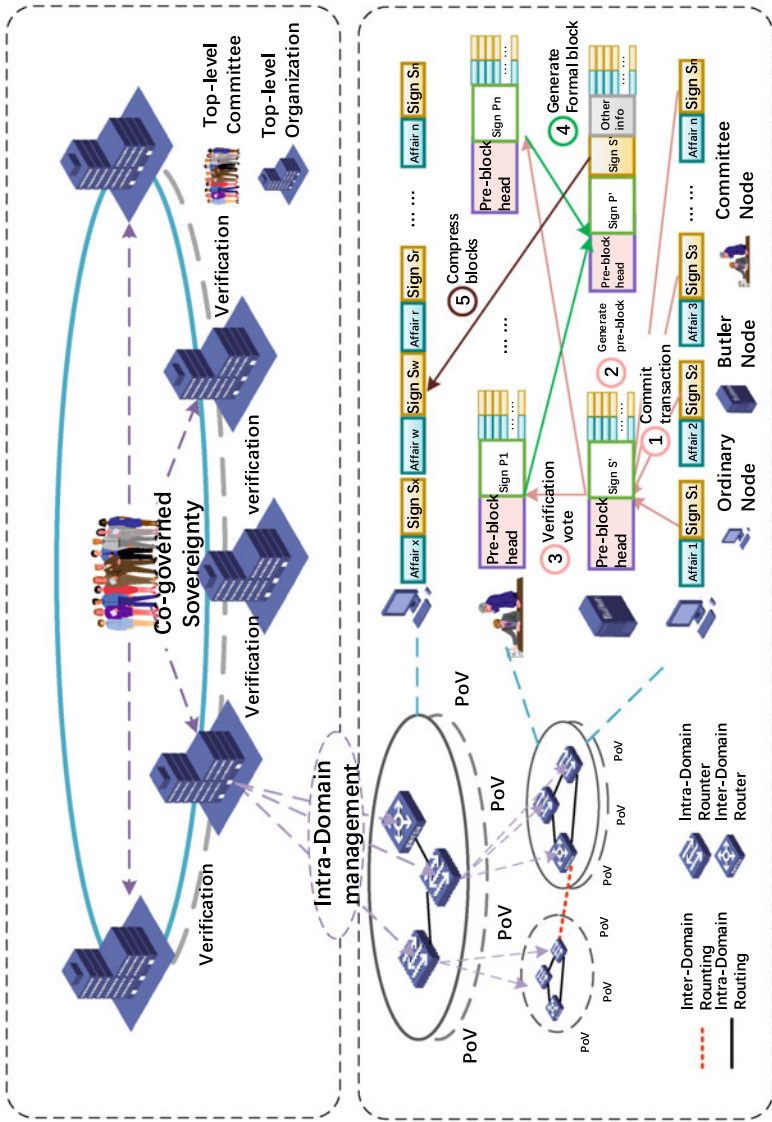 Top-level
Committee
Top-level
Organization
Co-governed
Sovereignty
Verification
Verification
verification
Verification
Intra-Domain
management
PoV
PoV
PoV
PoV
PoV
PoV
PoV
PoV
PoV
PoV
PoV
Inter-Domain
Rounting
Intra-Domain
Routing
Intra-Domain
Rounter
Inter-Domain
Router
Affair x
Sign Sx
Affair w
Sign Sw
Affair r
Sign Sr
... ...
Affair n
Sign Sn
5
Compress
blocks
Pre-block
head
Sign P1
... ...
... ...
Pre-block
head
Sign Pn
... ...
3
Verification
vote
4
Generate
Formal block
Pre-block
head
Sign S'
... ...
2
Generate
pre-block
Pre-block
head
Sign P'
Sign S'
Other
info
... ...
1
Commit
transaction
Affair 1
Sign S1
Affair 2
Sign S2
Affair 3
Sign S3
... ...
Affair n
Sign Sn
Ordinary
Node
Butler
Node
Committee
Node